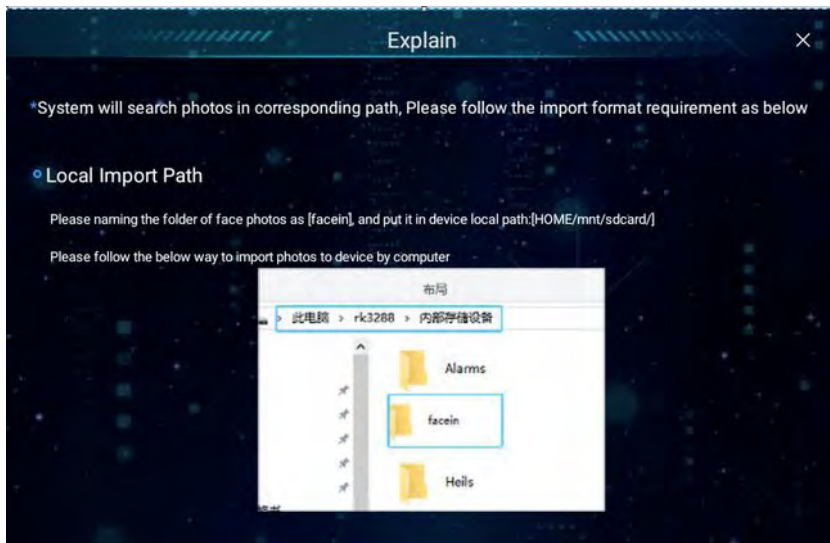 Explain
*System will search photos in corresponding path, Please follow the import format requirement as below
Local Import Path
Please naming the folder of face photos as [facein], and put it in device local path:[HOME/mnt/sdcard/]
Please follow the below way to import photos to device by computer
布局
> 此电脑 > rk3288 > 内部存储设备
Alarms
facein
Heils